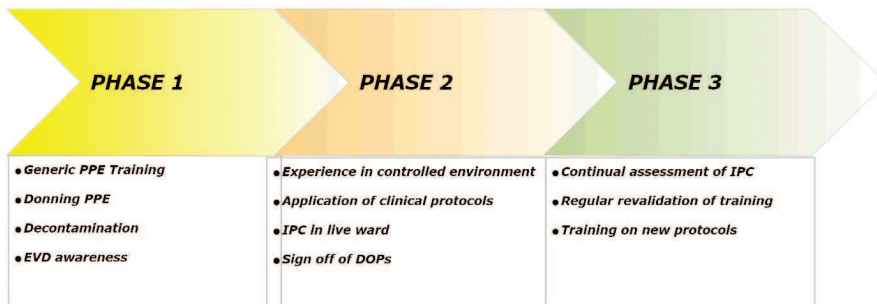 PHASE 1
PHASE 2
PHASE 3
• Generic PPE Training
• Donning PPE
• Decontamination
• EVD awareness
• Experience in controlled environment
• Application of clinical protocols
• IPC in live ward
• Sign off of DOPs
• Continual assessment of IPC
• Regular revalidation of training
• Training on new protocols